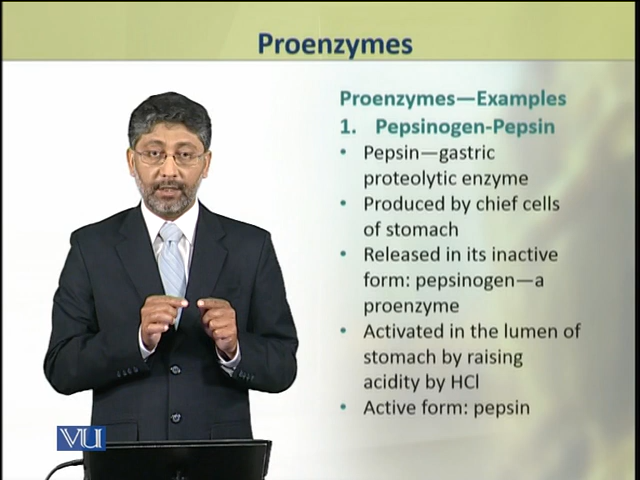 Proenzymes
Proenzymes—Examples
1. Pepsinogen-Pepsin
• Pepsin—gastric
proteolytic enzyme
• Produced by chief cells
of stomach
• Released in its inactive
form: pepsinogen—a
proenzyme
• Activated in the lumen of
stomach by raising
acidity by HCl
• Active form: pepsin
VU